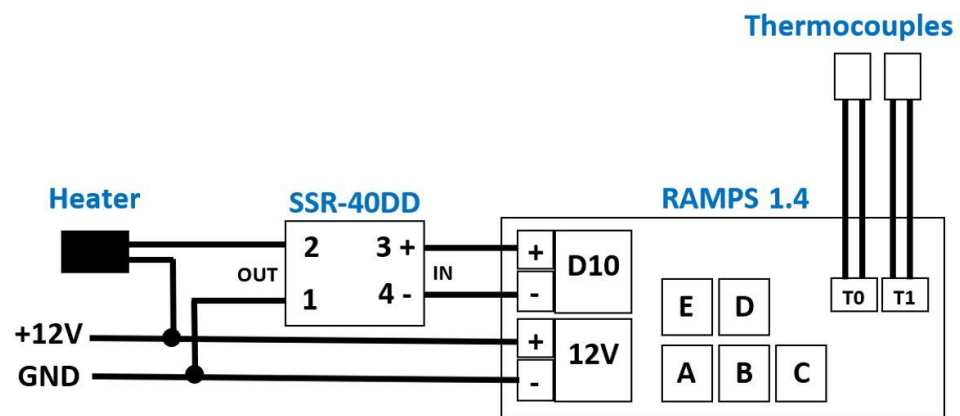 Thermocouples
Heater
SSR-40DD
RAMPS 1.4
2 3 + + D10
OUT IN
1 4 - -
E D T0 T1
+12V + 12V
GND -
A B C